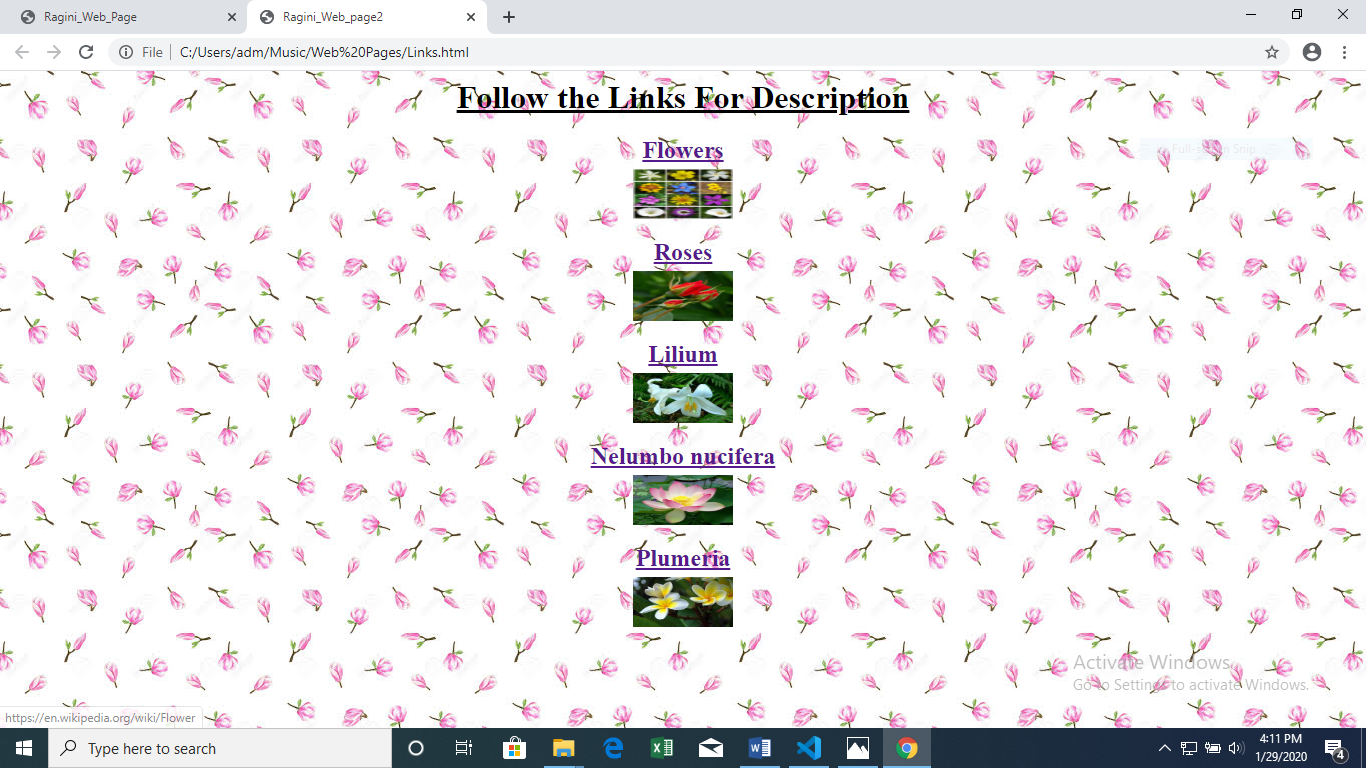 Ragini_Web_Page
Ragini_Web_page2
File
C:/Users/adm/Music/Web%20Pages/Links.html
Follow the Links For Description
Flowers
Full-screen Snip
Roses
Lilium
Nelumbo nucifera
Plumeria
Activate Windows
Go to Settings to activate Windows.
https://en.wikipedia.org/wiki/Flower
Type here to search
4:11 PM
1/29/2020
4